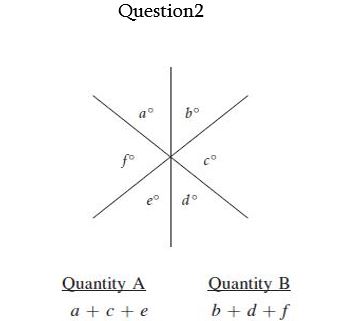 Question2
a° b°
f° c°
e° d°
Quantity A Quantity B
a + c + e b + d + f